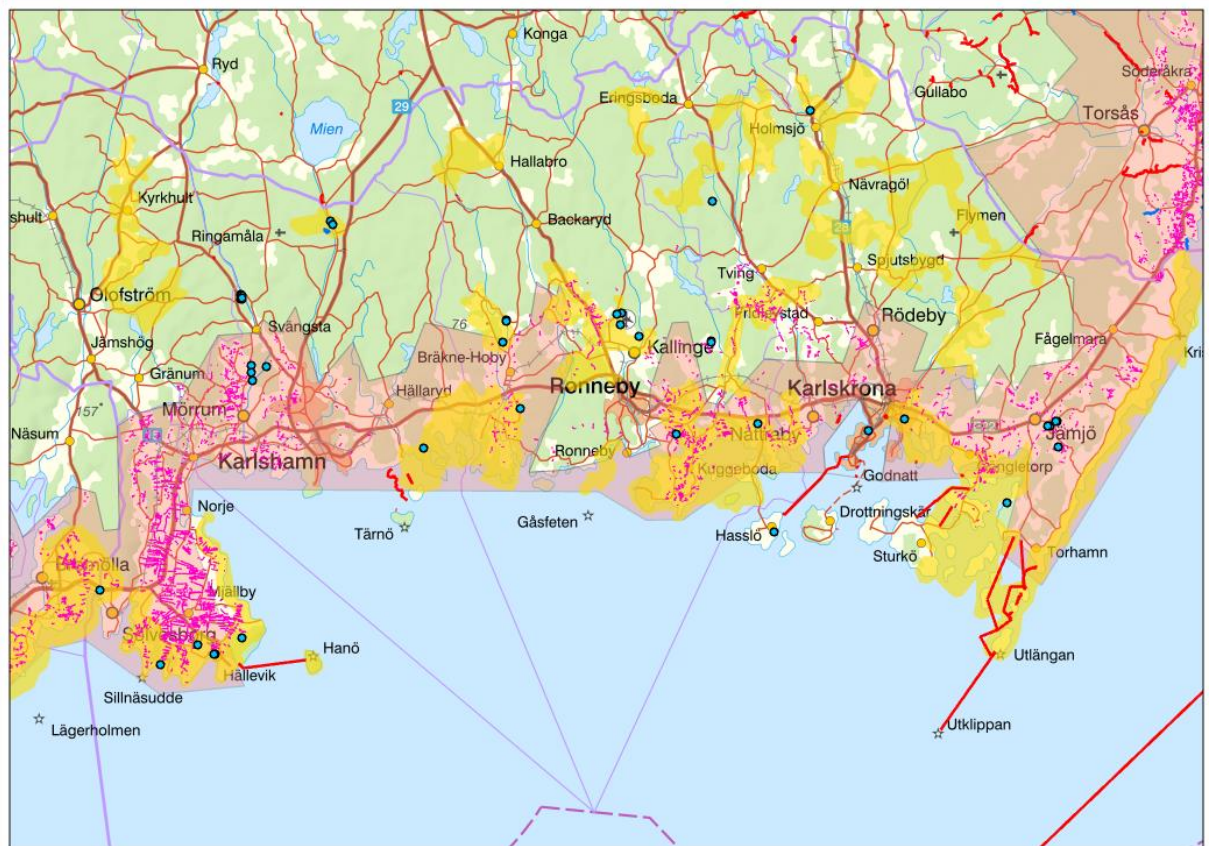 Konga
Ryd
Söderåkra
Gullabo
Eringsboda
29
Torsås
Mien
Holmsjö
Hallabro
Nävragöl
Kyrkhult
shult
Flymen
Backaryd
Ringamåla
28
Spjutsbygd
Tving
Olofström
Rödeby
76
Svängsta
Fågelmara
Jämshög
Kallinge
Kri
Bräkne-Hoby
Gränum
Ronneby
Karlskrona
157
Hällaryd
Mörrum
Näsum
Nättraby
Jämjö
Ronneby
Karlshamn
Kuggeboda
Godnatt
Norje
Drottningskär
Gåsfeten
Tärnö
Hasslö
Sturkö
Torhamn
Mjällby
Sölvesborg
Hanö
Utlängan
Hällevik
Sillnäsudde
Lägerholmen
Utklippan